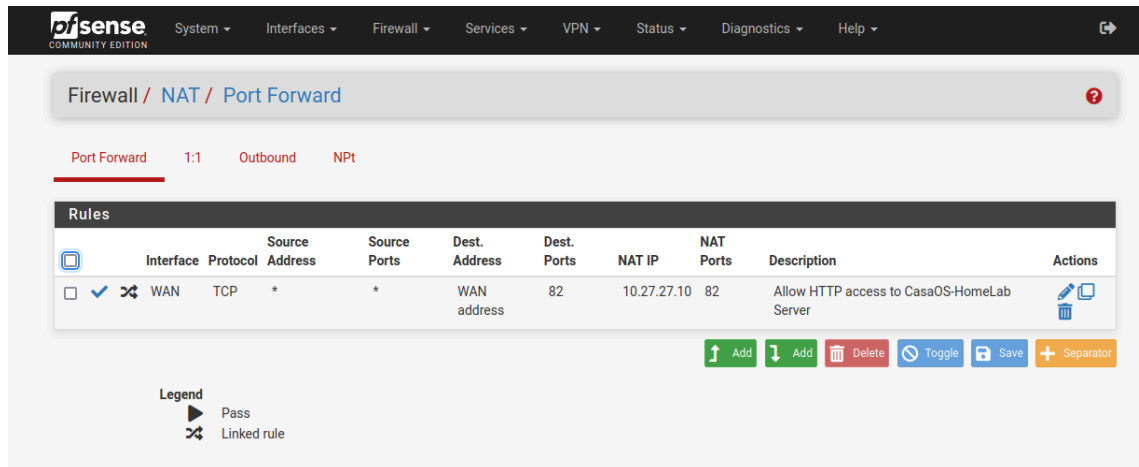 pfsense
COMMUNITY EDITION
System
Interfaces
Firewall
Services
VPN
Status
Diagnostics
Help
Firewall / NAT / Port Forward
Port Forward
1:1
Outbound
NPt
Rules
Interface Protocol Source Address Source Ports Dest. Address Dest. Ports NAT IP NAT Ports Description Actions
WAN TCP * * WAN address 82 10.27.27.10 82 Allow HTTP access to CasaOS-HomeLab
Server
Add
Add
Delete
Toggle
Save
Separator
Legend
Pass
Linked rule